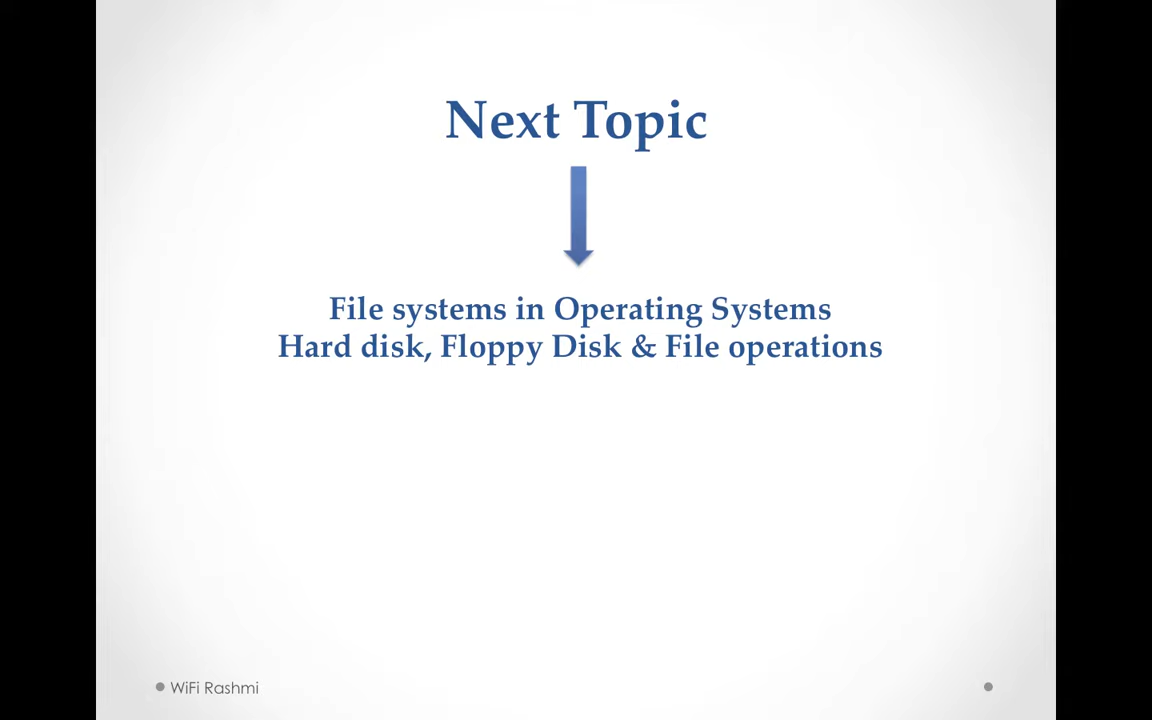 Next Topic
File systems in Operating Systems
Hard disk, Floppy Disk & File operations
WiFi Rashmi